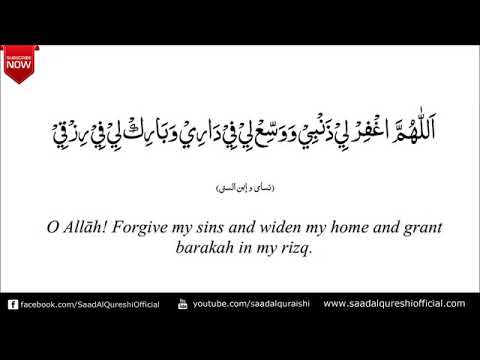 SUBSCRIBE
NOW
اَللّٰهُمَّ اغْفِرْ لِيْ ذَنْبِيْ وَوَسِّعْ لِيْ فِيْ دَارِيْ وَبَارِكْ لِيْ فِيْ رِزْقِيْ
(نسائی و ابن السنی)
O Allāh! Forgive my sins and widen my home and grant
barakah in my rizq.
facebook.com/SaadAlQureshiOfficial youtube.com/saadalquraishi www.saadalqureshiofficial.com